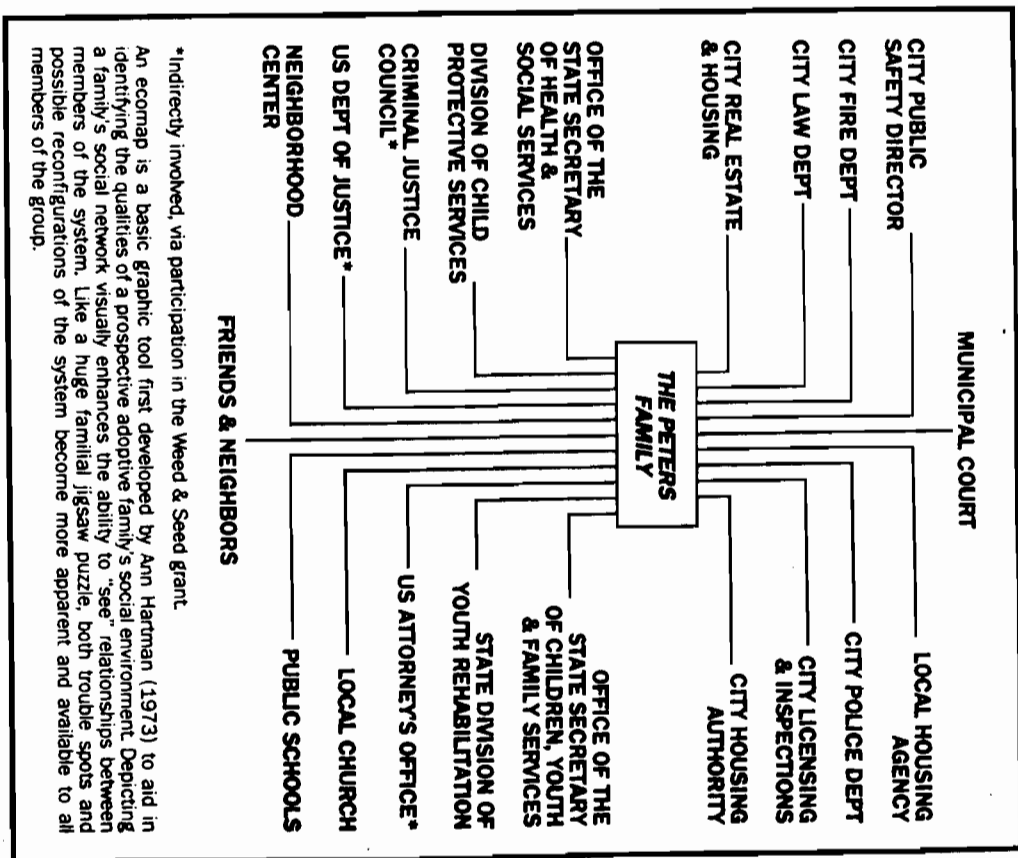 MUNICIPAL COURT
CITY PUBLIC
SAFETY DIRECTOR
CITY FIRE DEPT
CITY LAW DEPT
CITY REAL ESTATE
& HOUSING
LOCAL HOUSING
AGENCY
CITY POLICE DEPT
CITY LICENSING
& INSPECTIONS
CITY HOUSING
AUTHORITY
THE PETERS
FAMILY
OFFICE OF THE
STATE SECRETARY
OF HEALTH &
SOCIAL SERVICES
DIVISION OF CHILD
PROTECTIVE SERVICES
CRIMINAL JUSTICE
COUNCIL*
US DEPT OF JUSTICE*
NEIGHBORHOOD
CENTER
OFFICE OF THE
STATE SECRETARY
OF CHILDREN, YOUTH
& FAMILY SERVICES
STATE DIVISION OF
YOUTH REHABILITATION
US ATTORNEY'S OFFICE*
LOCAL CHURCH
PUBLIC SCHOOLS
FRIENDS & NEIGHBORS
*Indirectly involved, via participation in the Weed & Seed grant.
An ecomap is a basic graphic tool first developed by Ann Hartman (1973) to aid in
identifying the qualities of a prospective adoptive family's social environment. Depicting
a family's social network visually enhances the ability to "see" relationships between
members of the system. Like a huge familial jigsaw puzzle, both trouble spots and
possible reconfigurations of the system become more apparent and available to all
members of the group.